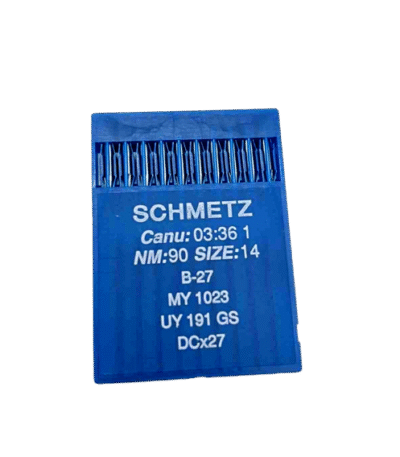 SCHMETZ
Canu: 03:36 1
NM:90 SIZE:14
B-27
MY 1023
UY 191 GS
DCx27